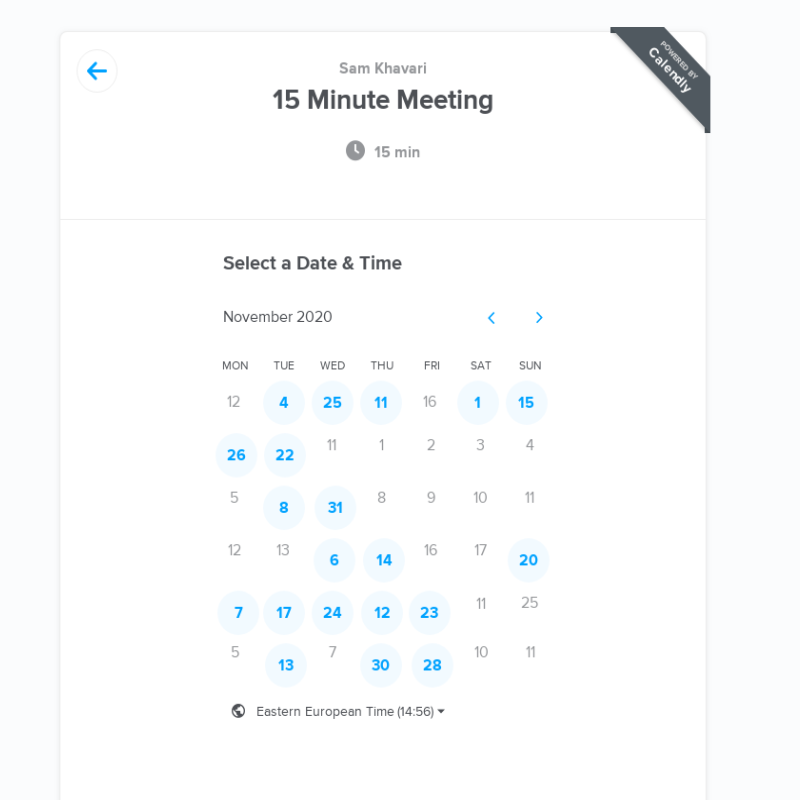 POWERED BY
Calendly
Sam Khavari
15 Minute Meeting
15 min
Select a Date & Time
November 2020
MON TUE WED THU FRI SAT SUN
12 4 25 11 16 1 15
26 22 11 1 2 3 4
5 8 31 8 9 10 11
12 13 6 14 16 17 20
7 17 24 12 23 11 25
5 13 7 30 28 10 11
Eastern European Time (14:56)